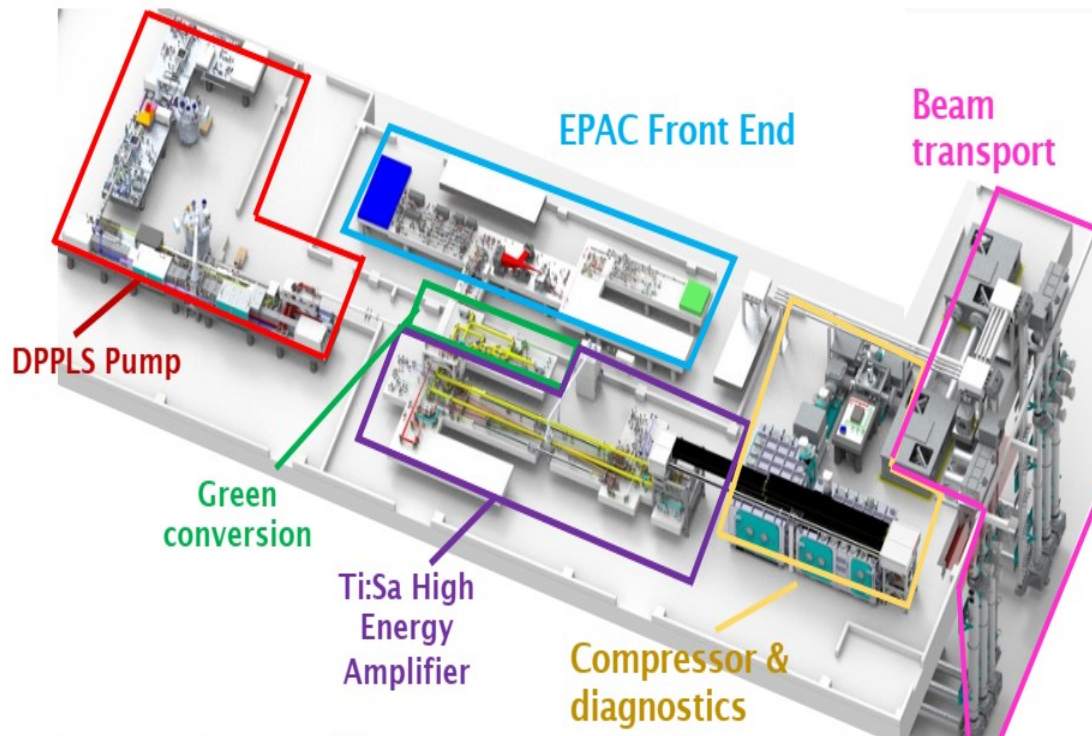 EPAC Front End
Beam
transport
DPPLS Pump
Green
conversion
Ti:Sa High
Energy
Amplifier
Compressor &
diagnostics